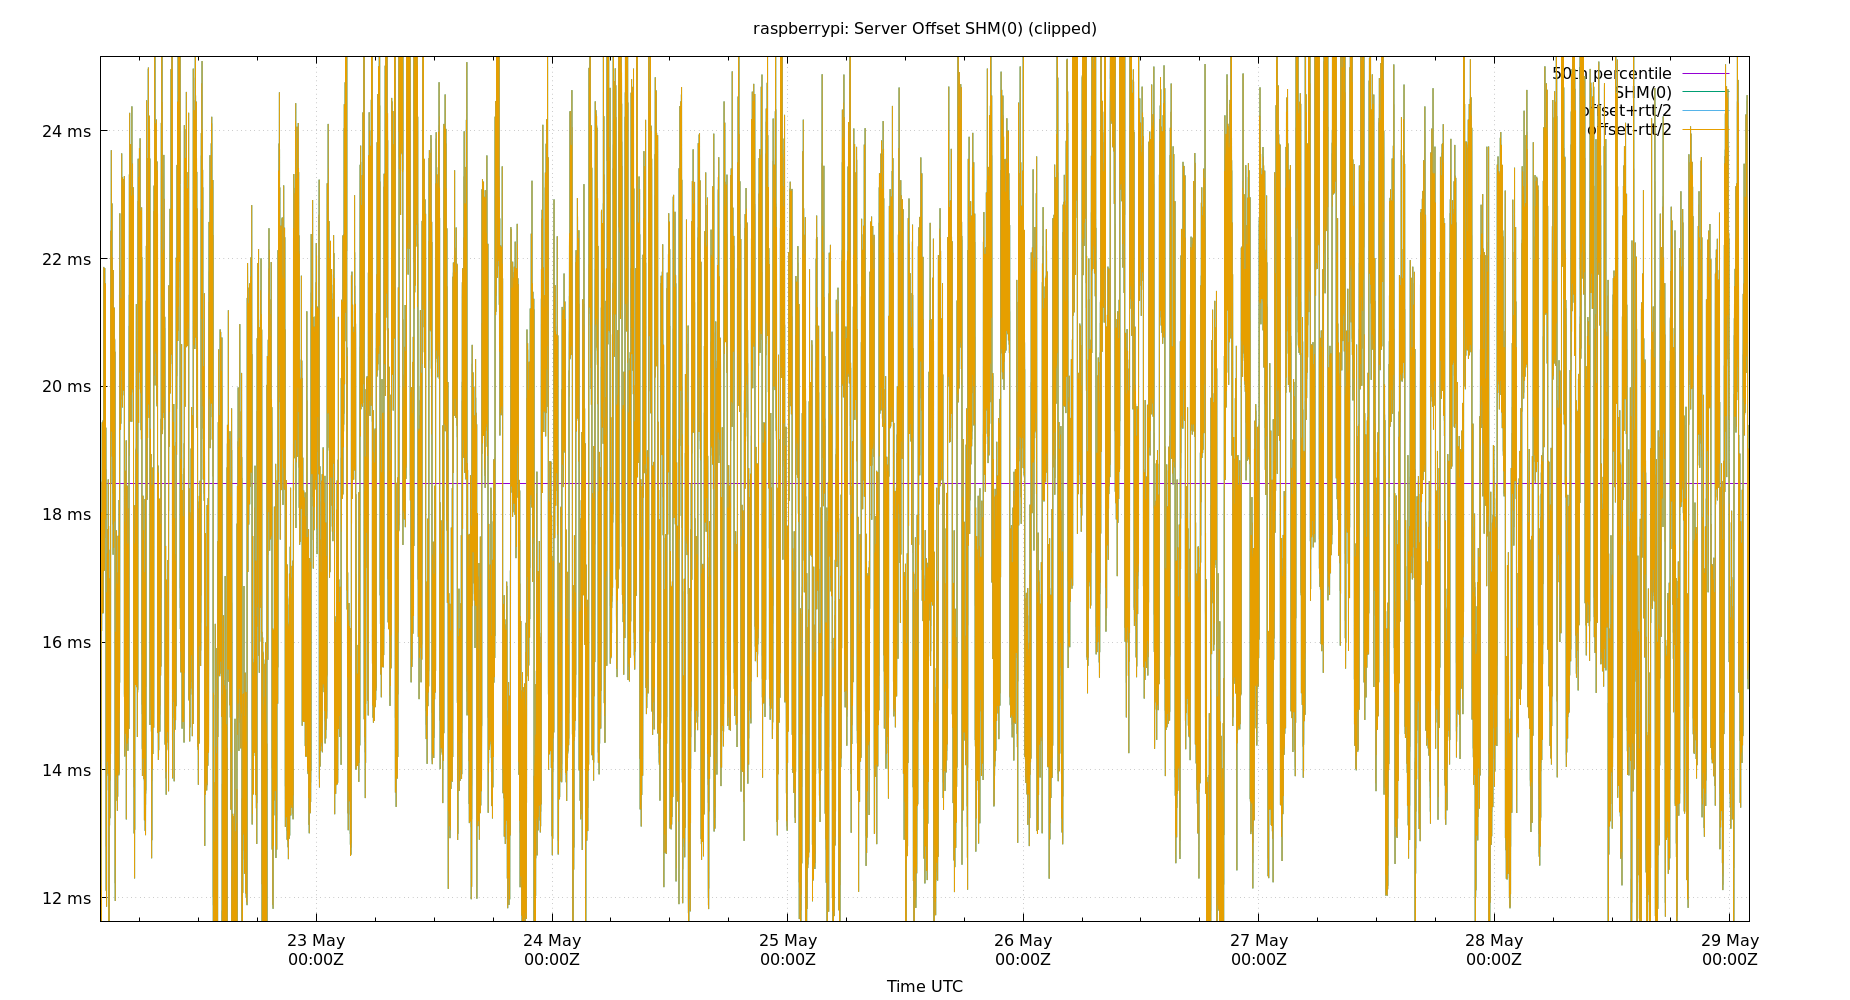 raspberrypi: Server Offset SHM(0) (clipped)
50th percentile
SHM(0)
offset+rtt/2
offset-rtt/2
24 ms
22 ms
20 ms
18 ms
16 ms
14 ms
12 ms
23 May 24 May 25 May 26 May 27 May 28 May 29 May
00:00Z 00:00Z 00:00Z 00:00Z 00:00Z 00:00Z 00:00Z
Time UTC